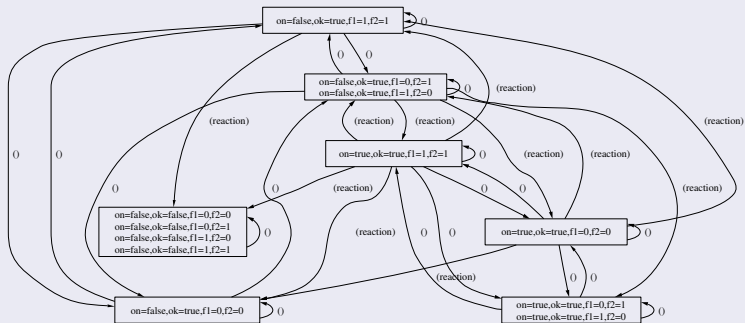 on=false,ok=true,f1=1,f2=1
()
()
()
on=false,ok=true,f1=0,f2=1
on=false,ok=true,f1=1,f2=0
()
(reaction)
(reaction)
(reaction)
(reaction)
(reaction)
on=true,ok=true,f1=1,f2=1
()
()
()
(reaction)
(reaction)
()
()
()
(reaction)
()
()
on=false,ok=false,f1=0,f2=0
on=false,ok=false,f1=0,f2=1
on=false,ok=false,f1=1,f2=0
on=false,ok=false,f1=1,f2=1
()
on=true,ok=true,f1=0,f2=0
()
(reaction)
()
()
(reaction)
()
()
on=false,ok=true,f1=0,f2=0
()
on=true,ok=true,f1=0,f2=1
on=true,ok=true,f1=1,f2=0
()